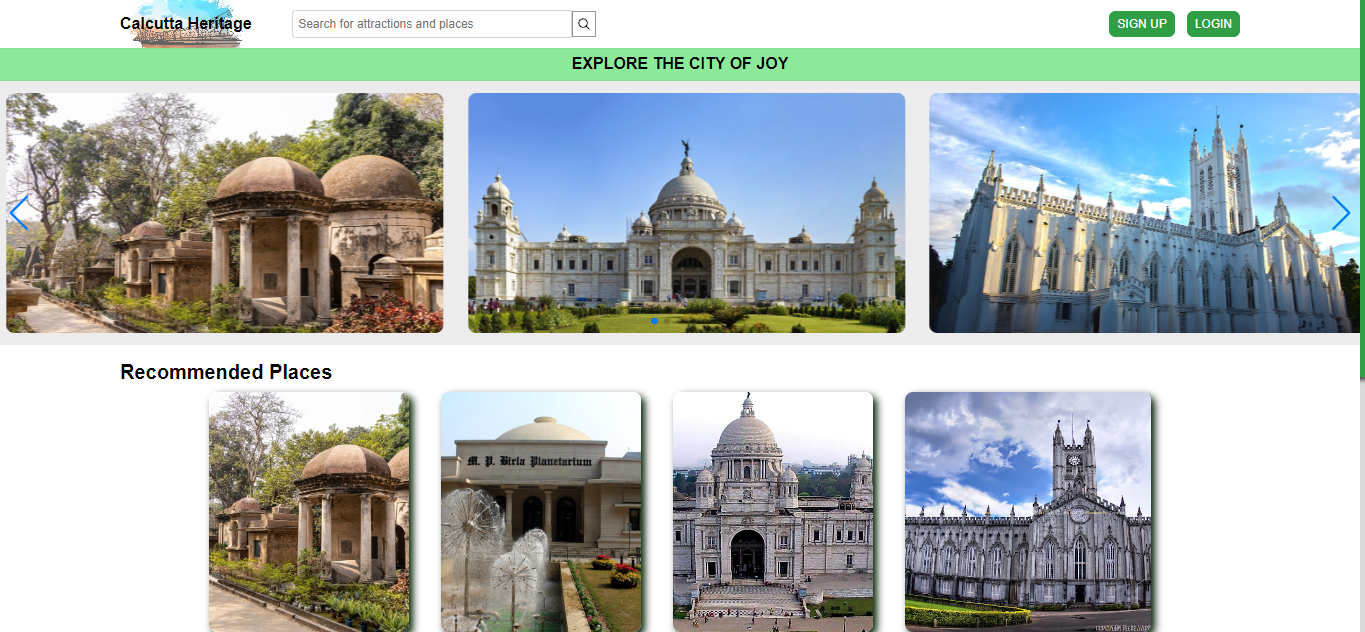 Calcutta Heritage
Search for attractions and places
SIGN UP
LOGIN
EXPLORE THE CITY OF JOY
Recommended Places
M. P. Birla Planetarium